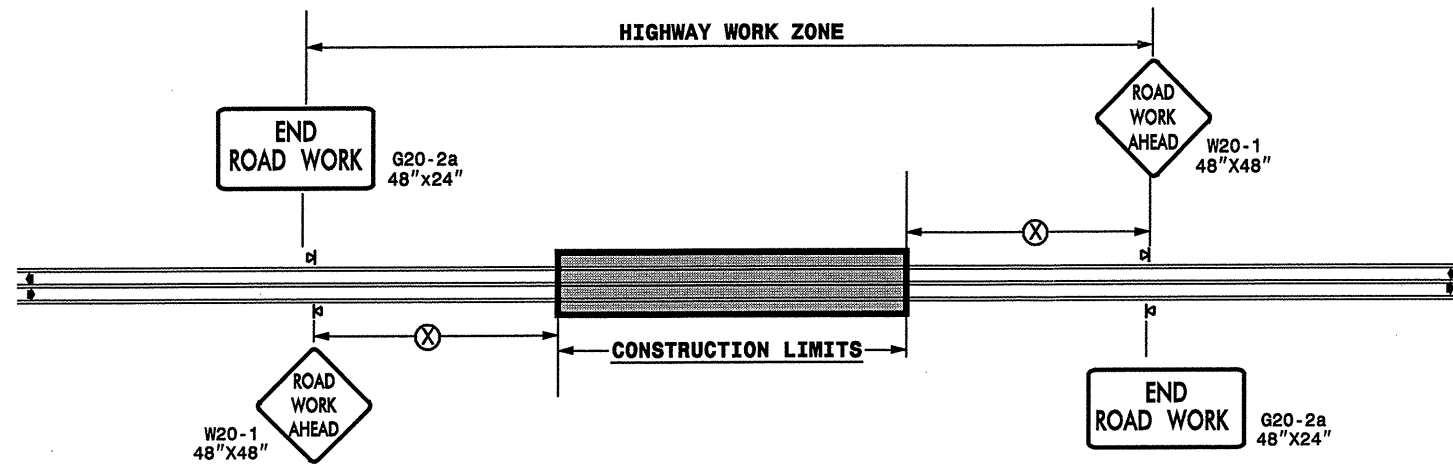 HIGHWAY WORK ZONE
END
ROAD WORK
G20-2a
48"X24"
ROAD
WORK
AHEAD
W20-1
48"X48"
X
X
CONSTRUCTION LIMITS
ROAD
WORK
AHEAD
W20-1
48"X48"
END
ROAD WORK
G20-2a
48"X24"